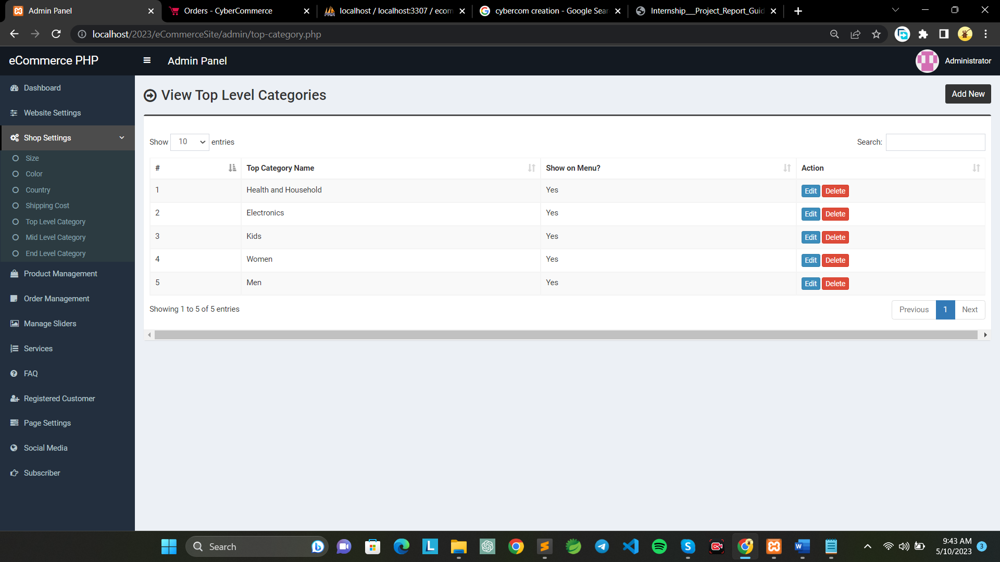 Admin Panel
Orders - CyberCommerce
localhost / localhost:3307 / ecom
cybercom creation - Google Sear
Internship___Project_Report_Guid
localhost/2023/eCommerceSite/admin/top-category.php
eCommerce PHP
Admin Panel
Administrator
Dashboard
Website Settings
Shop Settings
Size
Color
Country
Shipping Cost
Top Level Category
Mid Level Category
End Level Category
Product Management
Order Management
Manage Sliders
Services
FAQ
Registered Customer
Page Settings
Social Media
Subscriber
View Top Level Categories
Add New
Show 10 entries
Search:
# Top Category Name Show on Menu? Action
1 Health and Household Yes Edit Delete
2 Electronics Yes Edit Delete
3 Kids Yes Edit Delete
4 Women Yes Edit Delete
5 Men Yes Edit Delete
Showing 1 to 5 of 5 entries
Previous 1 Next
Search
9:43 AM
5/10/2023
3